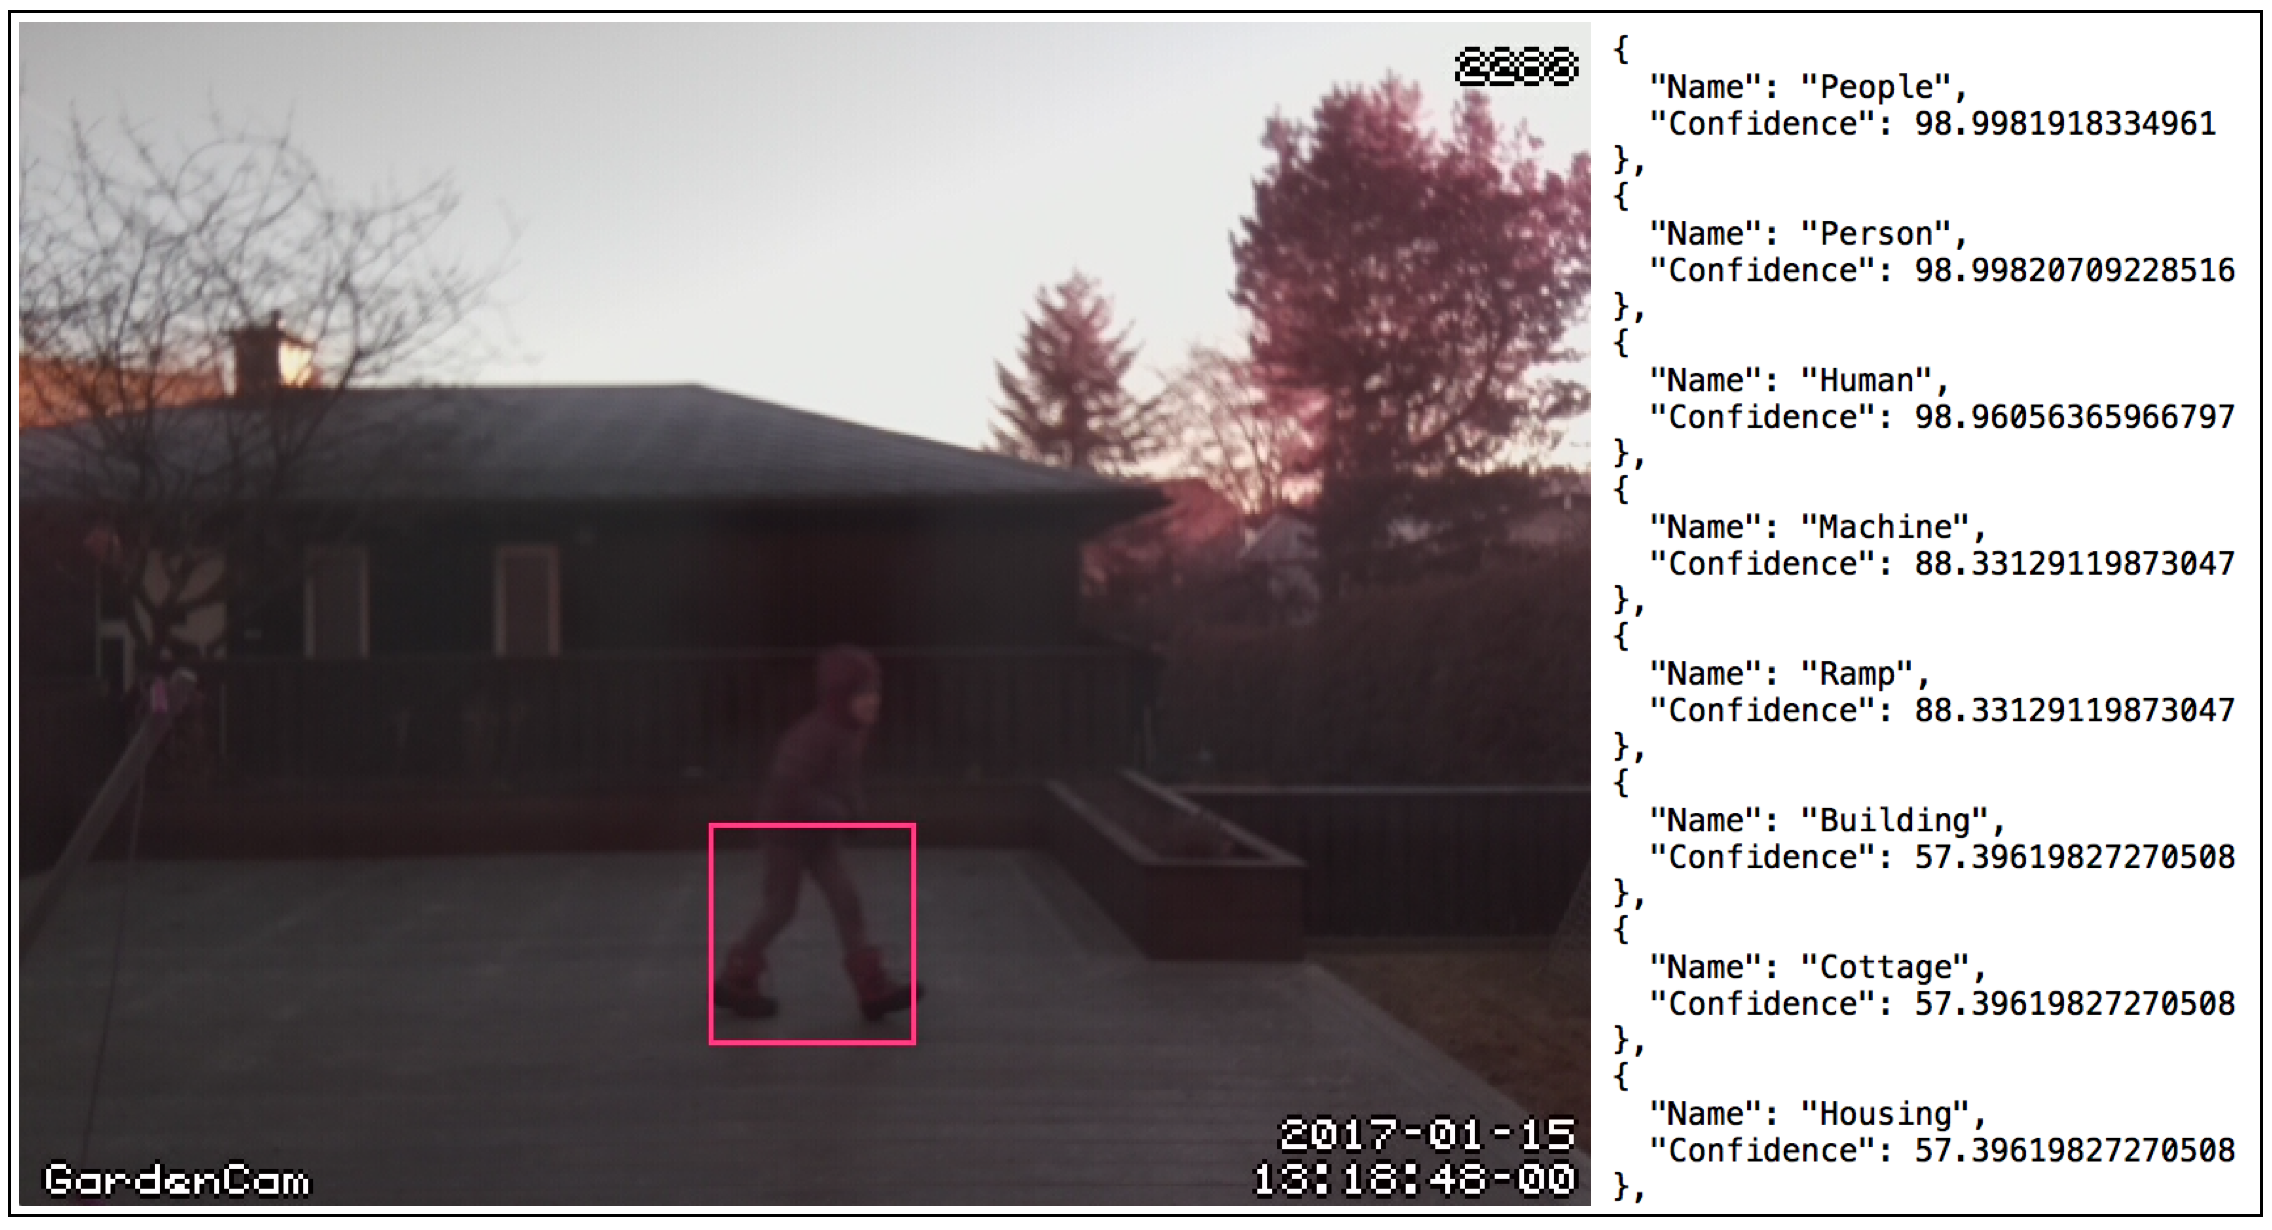 {
"Name": "People",
"Confidence": 98.9981918334961
},
{
"Name": "Person",
"Confidence": 98.99820709228516
},
{
"Name": "Human",
"Confidence": 98.96056365966797
},
{
"Name": "Machine",
"Confidence": 88.33129119873047
},
{
"Name": "Ramp",
"Confidence": 88.33129119873047
},
{
"Name": "Building",
"Confidence": 57.39619827270508
},
{
"Name": "Cottage",
"Confidence": 57.39619827270508
},
{
"Name": "Housing",
"Confidence": 57.39619827270508
},
2017-01-15
13:18:48-00
GardenCam